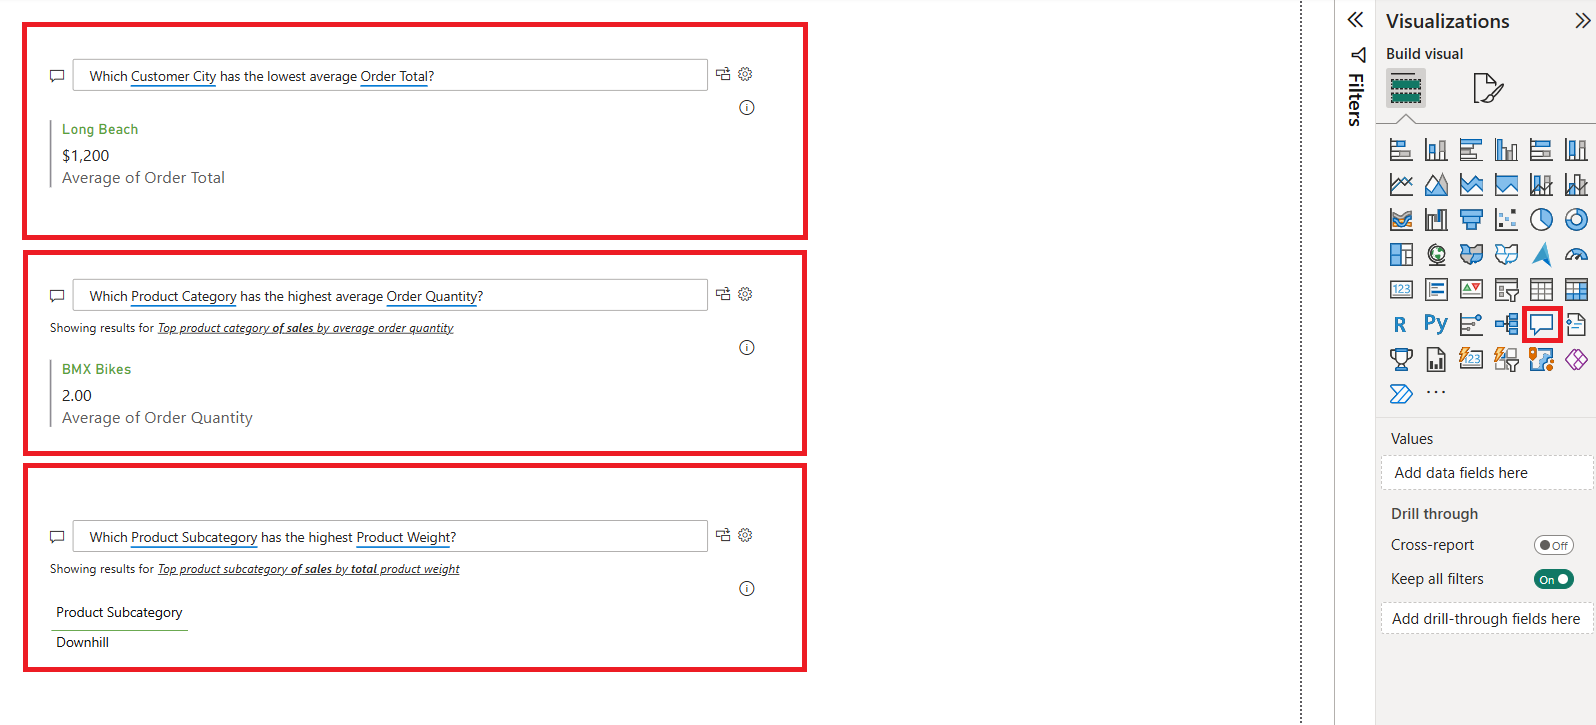 Which Customer City has the lowest average Order Total?
Long Beach
$1,200
Average of Order Total
Which Product Category has the highest average Order Quantity?
Showing results for Top product category of sales by average order quantity
BMX Bikes
2.00
Average of Order Quantity
Which Product Subcategory has the highest Product Weight?
Showing results for Top product subcategory of sales by total product weight
Product Subcategory
Downhill
Filters
Visualizations
Build visual
123
R
Py
123
Values
Add data fields here
Drill through
Cross-report
Off
Keep all filters
On
Add drill-through fields here